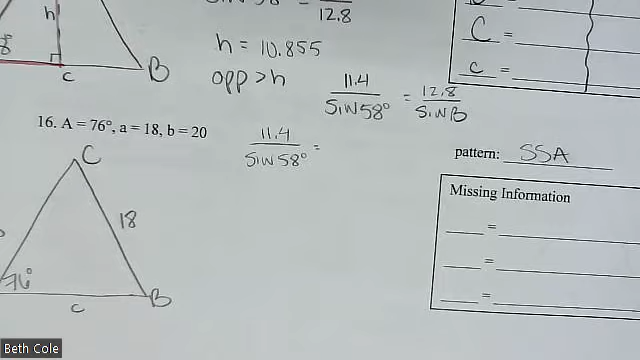 h
12.8
h = 10.855
c
B
opp > h
11.4 / Sin 58° = 12.8 / Sin B
C = 
c = 
16. A = 76°, a = 18, b = 20
11.4 / Sin 58° =
pattern: SSA
C
18
76°
c
B
Missing Information
=
=
=
Beth Cole